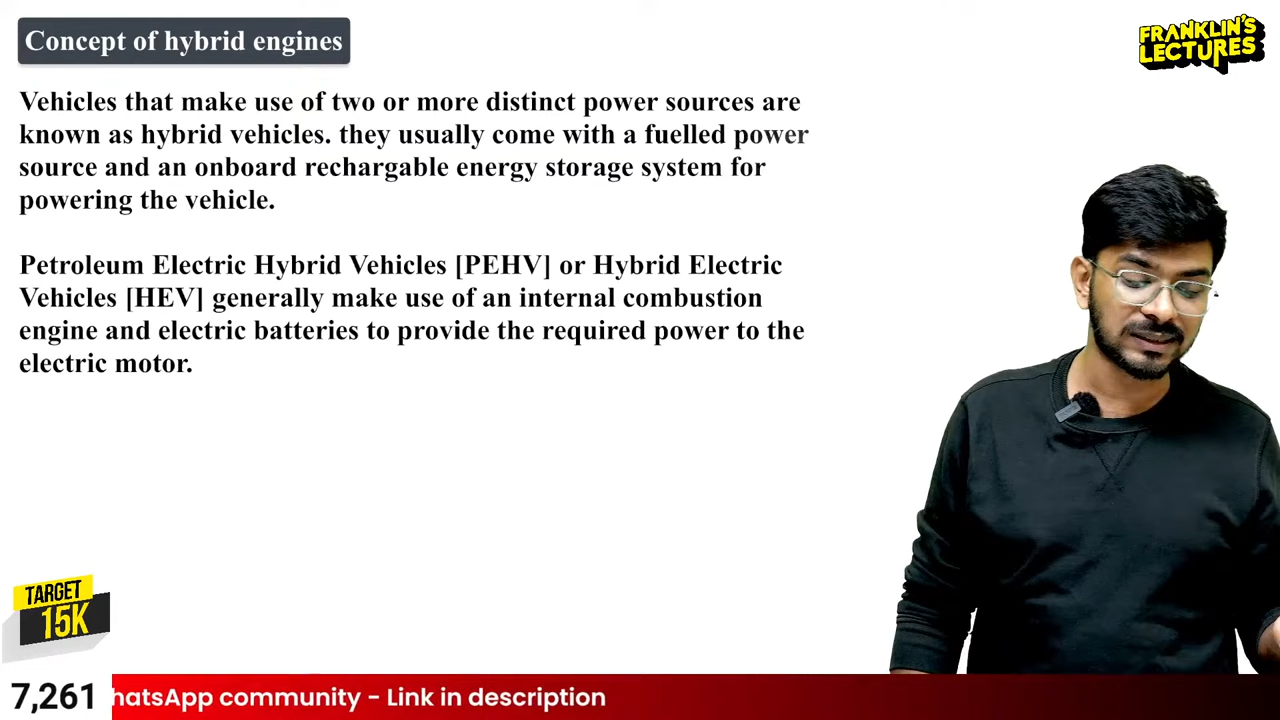 Concept of hybrid engines
FRANKLIN'S
LECTURES
Vehicles that make use of two or more distinct power sources are
known as hybrid vehicles. they usually come with a fuelled power
source and an onboard rechargable energy storage system for
powering the vehicle.
Petroleum Electric Hybrid Vehicles [PEHV] or Hybrid Electric
Vehicles [HEV] generally make use of an internal combustion
engine and electric batteries to provide the required power to the
electric motor.
TARGET
15K
7,261
hatsApp community - Link in description